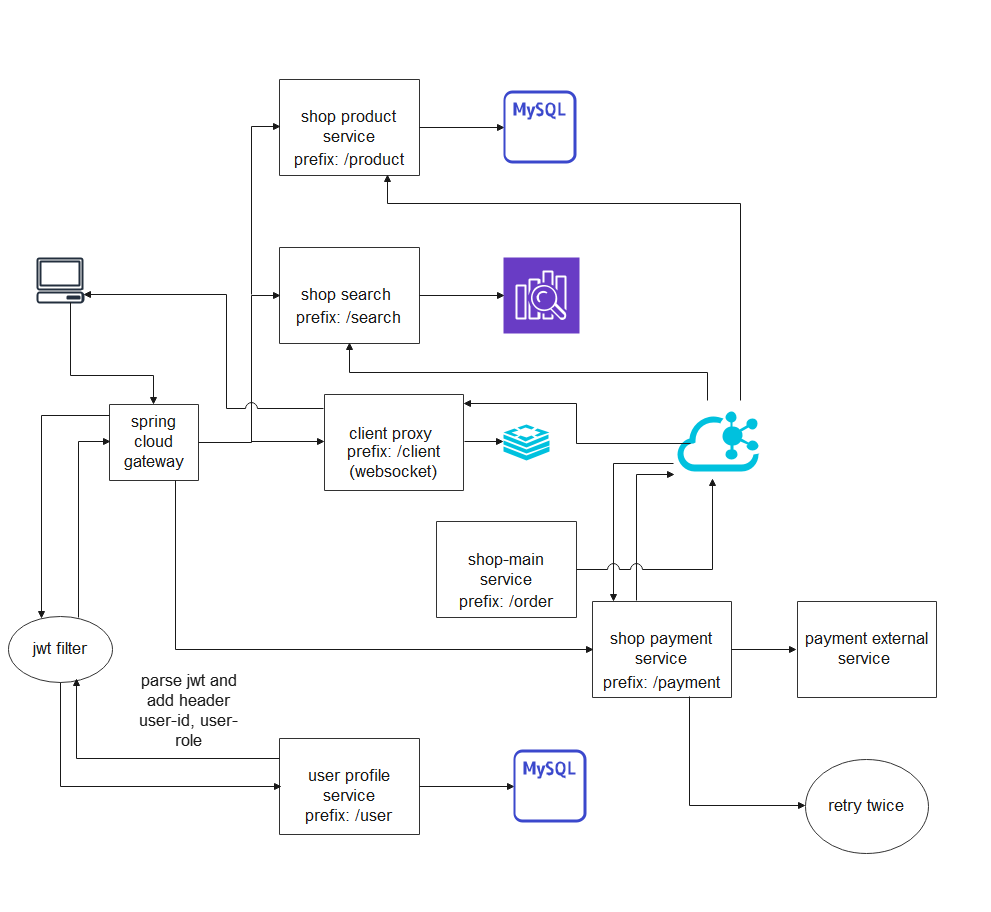 shop product
service
prefix: /product
MySQL
shop search
prefix: /search
spring
cloud
gateway
client proxy
prefix: /client
(websocket)
shop-main
service
prefix: /order
jwt filter
shop payment
service
prefix: /payment
payment external
service
parse jwt and
add header
user-id, user-
role
user profile
service
prefix: /user
MySQL
retry twice